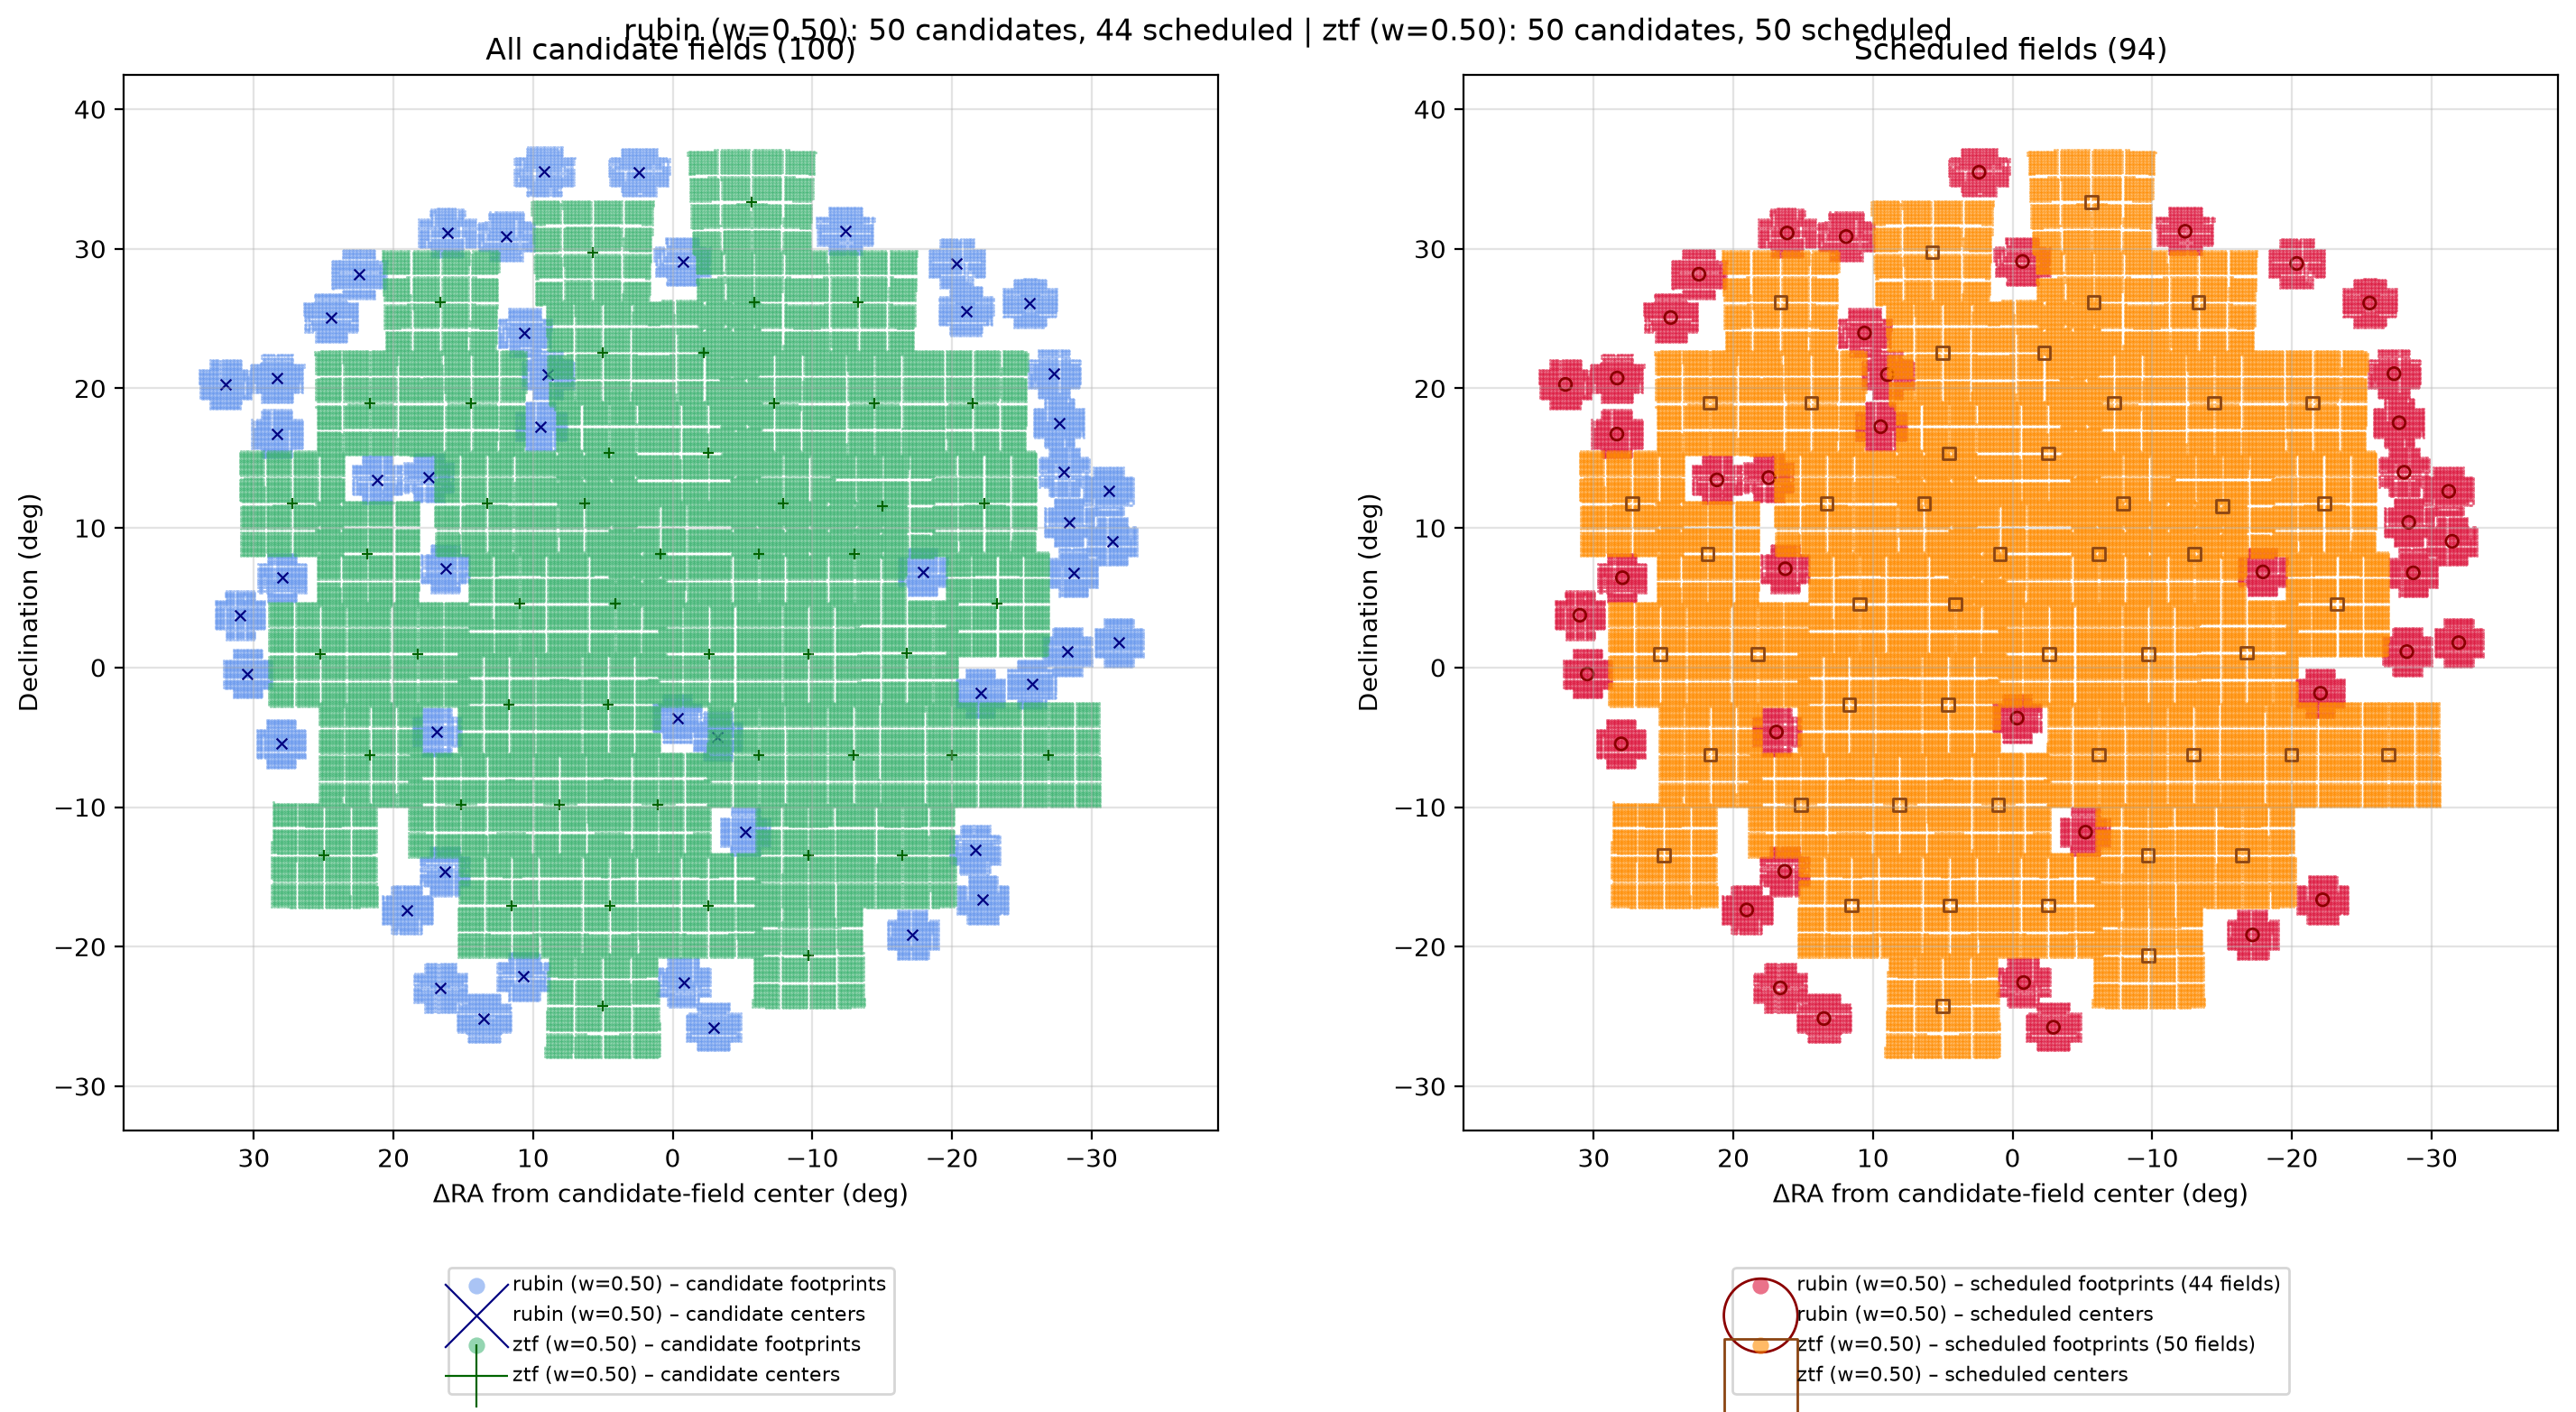 rubin (w=0.50): 50 candidates, 44 scheduled | ztf (w=0.50): 50 candidates, 50 scheduled
All candidate fields (100)
40
30
20
10
0
−10
−20
−30
Declination (deg)
30 20 10 0 −10 −20 −30
ΔRA from candidate-field center (deg)
rubin (w=0.50) – candidate footprints
rubin (w=0.50) – candidate centers
ztf (w=0.50) – candidate footprints
ztf (w=0.50) – candidate centers
Scheduled fields (94)
40
30
20
10
0
−10
−20
−30
Declination (deg)
30 20 10 0 −10 −20 −30
ΔRA from candidate-field center (deg)
rubin (w=0.50) – scheduled footprints (44 fields)
rubin (w=0.50) – scheduled centers
ztf (w=0.50) – scheduled footprints (50 fields)
ztf (w=0.50) – scheduled centers